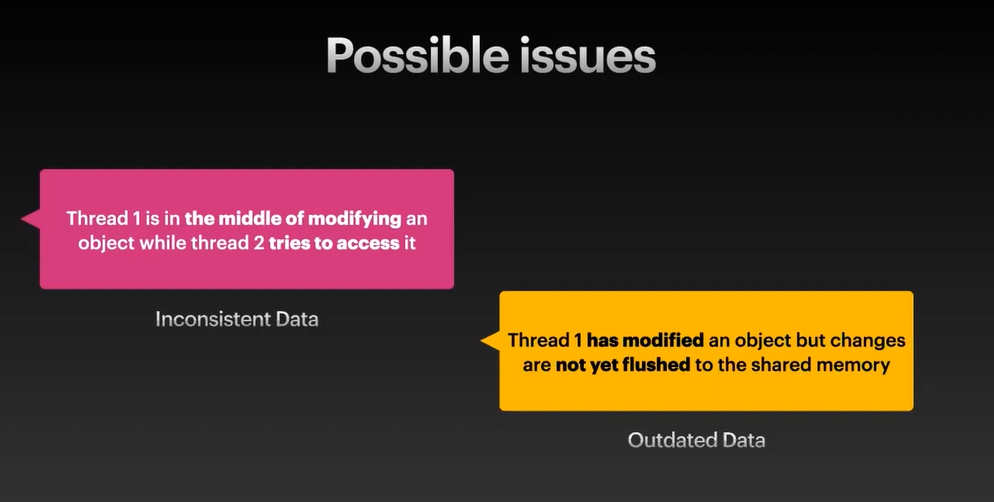 Possible issues
Thread 1 is in the middle of modifying an
object while thread 2 tries to access it
Inconsistent Data
Thread 1 has modified an object but changes
are not yet flushed to the shared memory
Outdated Data